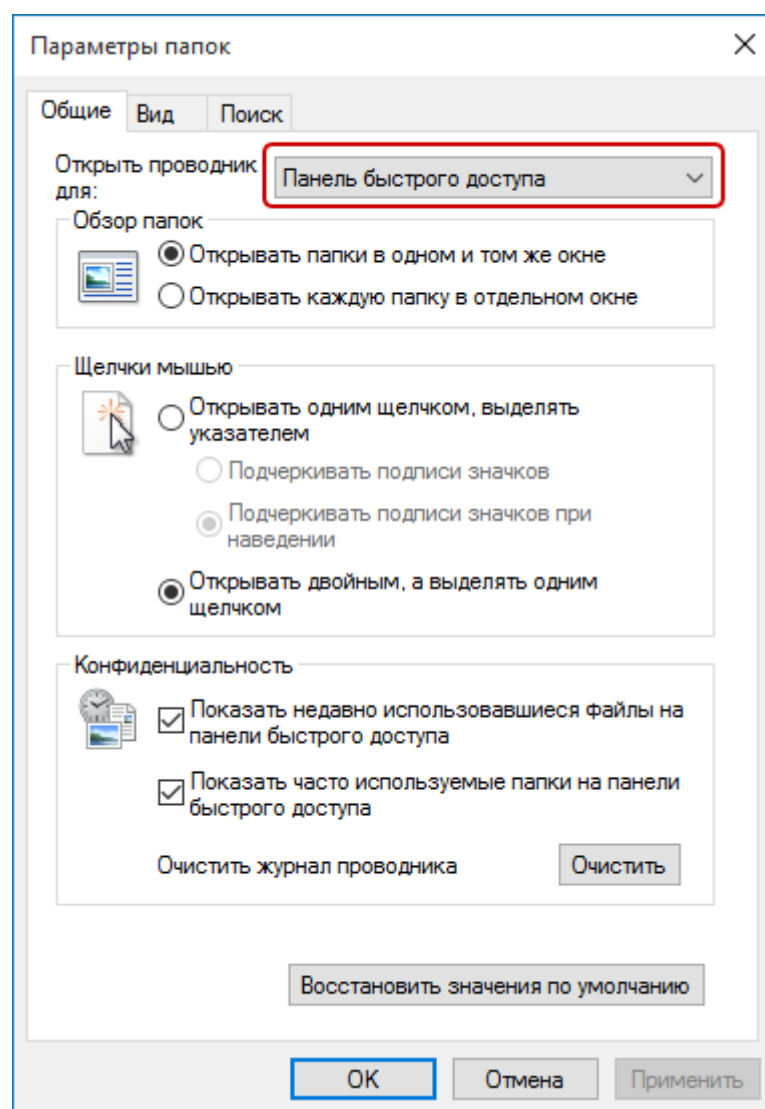 Параметры папок
Общие Вид Поиск
Открыть проводник
для:
Панель быстрого доступа
Обзор папок
Открывать папки в одном и том же окне
Открывать каждую папку в отдельном окне
Щелчки мышью
Открывать одним щелчком, выделять
указателем
Подчеркивать подписи значков
Подчеркивать подписи значков при
наведении
Открывать двойным, а выделять одним
щелчком
Конфиденциальность
Показать недавно использовавшиеся файлы на
панели быстрого доступа
Показать часто используемые папки на панели
быстрого доступа
Очистить журнал проводника Очистить
Восстановить значения по умолчанию
ОК Отмена Применить